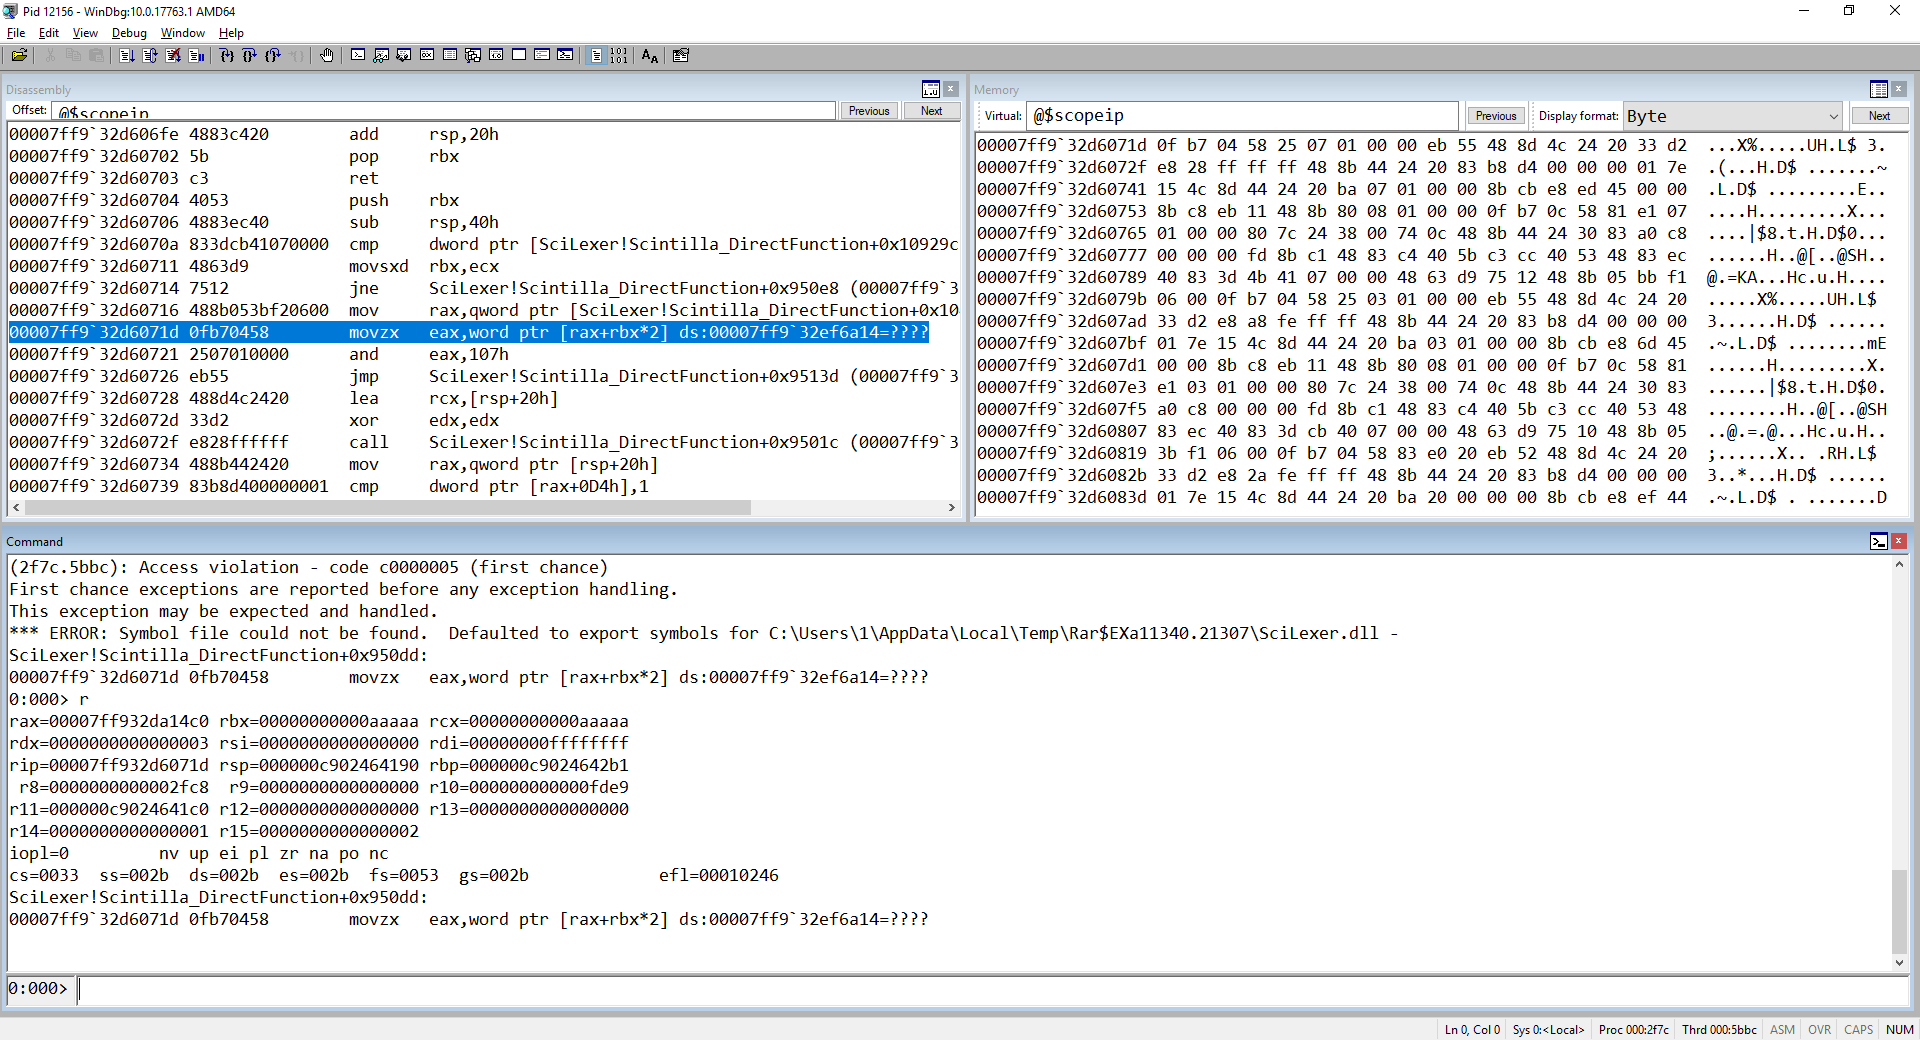 Pid 12156 - WinDbg:10.0.17763.1 AMD64
File Edit View Debug Window Help
Disassembly
Offset: @$scopeip Previous Next
00007ff9`32d606fe 4883c420 add rsp,20h
00007ff9`32d60702 5b pop rbx
00007ff9`32d60703 c3 ret
00007ff9`32d60704 4053 push rbx
00007ff9`32d60706 4883ec40 sub rsp,40h
00007ff9`32d6070a 833dcb41070000 cmp dword ptr [SciLexer!Scintilla_DirectFunction+0x10929c
00007ff9`32d60711 4863d9 movsxd rbx,ecx
00007ff9`32d60714 7512 jne SciLexer!Scintilla_DirectFunction+0x950e8 (00007ff9`3
00007ff9`32d60716 488b053bf20600 mov rax,qword ptr [SciLexer!Scintilla_DirectFunction+0x10
00007ff9`32d6071d 0fb70458 movzx eax,word ptr [rax+rbx*2] ds:00007ff9`32ef6a14=????
00007ff9`32d60721 2507010000 and eax,107h
00007ff9`32d60726 eb55 jmp SciLexer!Scintilla_DirectFunction+0x9513d (00007ff9`3
00007ff9`32d60728 488d4c2420 lea rcx,[rsp+20h]
00007ff9`32d6072d 33d2 xor edx,edx
00007ff9`32d6072f e828ffffff call SciLexer!Scintilla_DirectFunction+0x9501c (00007ff9`3
00007ff9`32d60734 488b442420 mov rax,qword ptr [rsp+20h]
00007ff9`32d60739 83b8d400000001 cmp dword ptr [rax+0D4h],1
Memory
Virtual: @$scopeip Previous Display format: Byte Next
00007ff9`32d6071d 0f b7 04 58 25 07 01 00 00 eb 55 48 8d 4c 24 20 33 d2 ...X%.....UH.L$ 3.
00007ff9`32d6072f e8 28 ff ff ff 48 8b 44 24 20 83 b8 d4 00 00 00 01 7e .(...H.D$ .......~
00007ff9`32d60741 15 4c 8d 44 24 20 ba 07 01 00 00 8b cb e8 ed 45 00 00 .L.D$ .........E..
00007ff9`32d60753 8b c8 eb 11 48 8b 80 08 01 00 00 0f b7 0c 58 81 e1 07 ....H.........X...
00007ff9`32d60765 01 00 00 80 7c 24 38 00 74 0c 48 8b 44 24 30 83 a0 c8 ....|$8.t.H.D$0...
00007ff9`32d60777 00 00 00 fd 8b c1 48 83 c4 40 5b c3 cc 40 53 48 83 ec ......H..@[..@SH..
00007ff9`32d60789 40 83 3d 4b 41 07 00 00 48 63 d9 75 12 48 8b 05 bb f1 @.=KA...Hc.u.H....
00007ff9`32d6079b 06 00 0f b7 04 58 25 03 01 00 00 eb 55 48 8d 4c 24 20 .....X%.....UH.L$
00007ff9`32d607ad 33 d2 e8 a8 fe ff ff 48 8b 44 24 20 83 b8 d4 00 00 00 3......H.D$ ......
00007ff9`32d607bf 01 7e 15 4c 8d 44 24 20 ba 03 01 00 00 8b cb e8 6d 45 .~.L.D$ ........mE
00007ff9`32d607d1 00 00 8b c8 eb 11 48 8b 80 08 01 00 00 0f b7 0c 58 81 ......H.........X.
00007ff9`32d607e3 e1 03 01 00 00 80 7c 24 38 00 74 0c 48 8b 44 24 30 83 ......|$8.t.H.D$0.
00007ff9`32d607f5 a0 c8 00 00 00 fd 8b c1 48 83 c4 40 5b c3 cc 40 53 48 ........H..@[..@SH
00007ff9`32d60807 83 ec 40 83 3d cb 40 07 00 00 48 63 d9 75 10 48 8b 05 ..@.=.@...Hc.u.H..
00007ff9`32d60819 3b f1 06 00 0f b7 04 58 83 e0 20 eb 52 48 8d 4c 24 20 ;......X.. .RH.L$
00007ff9`32d6082b 33 d2 e8 2a fe ff ff 48 8b 44 24 20 83 b8 d4 00 00 00 3..*...H.D$ ......
00007ff9`32d6083d 01 7e 15 4c 8d 44 24 20 ba 20 00 00 00 8b cb e8 ef 44 .~.L.D$ . .......D
Command
(2f7c.5bbc): Access violation - code c0000005 (first chance)
First chance exceptions are reported before any exception handling.
This exception may be expected and handled.
*** ERROR: Symbol file could not be found.  Defaulted to export symbols for C:\Users\1\AppData\Local\Temp\Rar$EXa11340.21307\SciLexer.dll -
SciLexer!Scintilla_DirectFunction+0x950dd:
00007ff9`32d6071d 0fb70458 movzx eax,word ptr [rax+rbx*2] ds:00007ff9`32ef6a14=????
0:000> r
rax=00007ff932da14c0 rbx=00000000000aaaaa rcx=00000000000aaaaa
rdx=0000000000000003 rsi=0000000000000000 rdi=00000000ffffffff
rip=00007ff932d6071d rsp=000000c902464190 rbp=000000c9024642b1
r8=0000000000002fc8 r9=0000000000000000 r10=000000000000fde9
r11=000000c9024641c0 r12=0000000000000000 r13=0000000000000000
r14=0000000000000001 r15=0000000000000002
iopl=0 nv up ei pl zr na po nc
cs=0033 ss=002b ds=002b es=002b fs=0053 gs=002b efl=00010246
SciLexer!Scintilla_DirectFunction+0x950dd:
00007ff9`32d6071d 0fb70458 movzx eax,word ptr [rax+rbx*2] ds:00007ff9`32ef6a14=????
0:000>
Ln 0, Col 0 Sys 0:<Local> Proc 000:2f7c Thrd 000:5bbc ASM OVR CAPS NUM